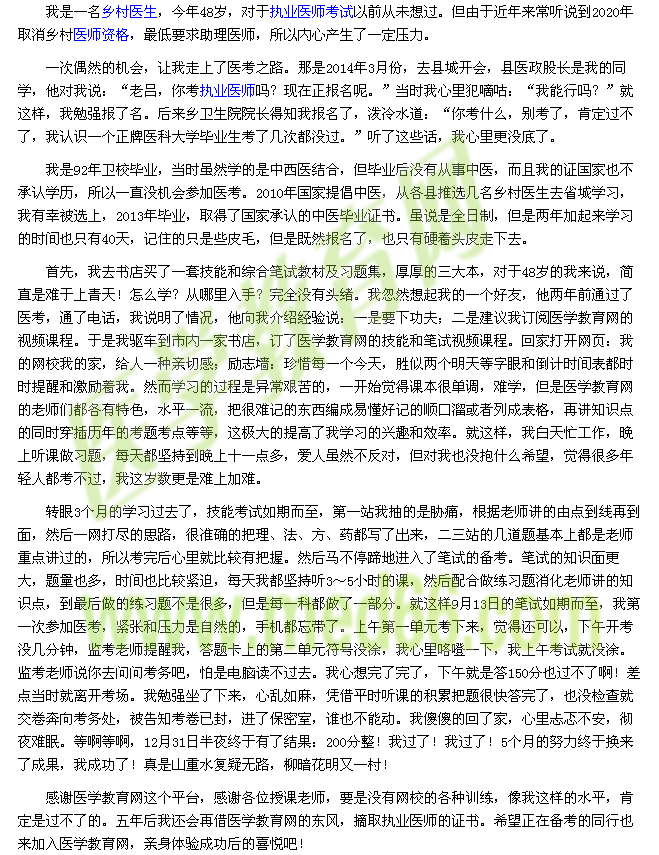 我是一名乡村医生，今年48岁，对于执业医师考试以前从未想过。但由于近年来常听说到2020年
取消乡村医师资格，最低要求助理医师，所以内心产生了一定压力。
一次偶然的机会，让我走上了医考之路。那是2014年3月份，去县城开会，县医政股长是我的同
学，他对我说：“老吕，你考执业医师吗？现在正报名呢。”当时我心里犯嘀咕：“我能行吗？”就
这样，我勉强报了名。后来乡卫生院院长得知我报名了，泼冷水道：“你考什么，别考了，肯定过不
了，我认识一个正牌医科大学毕业生考了几次都没过。”听了这些话，我心里更没底了。
我是92年卫校毕业，当时虽然学的是中西医结合，但毕业后没有从事中医，而且我的证国家也不
承认学历，所以一直没机会参加医考。2010年国家提倡中医，从各县推选几名乡村医生去省城学习，
我有幸被选上，2013年毕业，取得了国家承认的中医毕业证书。虽说是全日制，但是两年加起来学习
的时间也只有40天，记住的只是些皮毛，但是既然报名了，也只有硬着头皮走下去。
首先，我去书店买了一套技能和综合笔试教材及习题集，厚厚的三大本，对于48岁的我来说，简
直是难于上青天！怎么学？从哪里入手？完全没有头绪。我忽然想起我的一个好友，他两年前通过了
医考，通了电话，我说明了情况，他向我介绍经验说：一是要下功夫；二是建议我订阅医学教育网的
视频课程。于是我驱车到市内一家书店，订了医学教育网的技能和笔试视频课程。回家打开网页：我
的网校我的家，给人一种亲切感；励志墙：珍惜每一个今天，胜似两个明天等字眼和倒计时间表都时
时提醒和激励着我。然而学习的过程是异常艰苦的，一开始觉得课本很单调，难学，但是医学教育网
的老师们都各有特色，水平一流，把很难记的东西编成易懂好记的顺口溜或者列成表格，再讲知识点
的同时穿插历年的考题考点等等，这极大的提高了我学习的兴趣和效率。就这样，我白天忙工作，晚
上听课做习题，每天都坚持到晚上十一点多，爱人虽然不反对，但对我也没抱什么希望，觉得很多年
轻人都考不过，我这岁数更是难上加难。
转眼3个月的学习过去了，技能考试如期而至，第一站我抽的是胁痛，根据老师讲的由点到线再到
面，然后一网打尽的思路，很准确的把理、法、方、药都写了出来，二三站的几道题基本上都是老师
重点讲过的，所以考完后心里就比较有把握。然后马不停蹄地进入了笔试的备考。笔试的知识面更
大，题量也多，时间也比较紧迫，每天我都坚持听3～5小时的课，然后配合做练习题消化老师讲的知
识点，到最后做的练习题不是很多，但是每一科都做了一部分。就这样9月13日的笔试如期而至，我第
一次参加医考，紧张和压力是自然的，手机都忘带了。上午第一单元考下来，觉得还可以，下午开考
没几分钟，监考老师提醒我，答题卡上的第二单元符号没涂，我心里咯噔一下，我上午考试就没涂。
监考老师说你去问问考务吧，怕是电脑读不过去。我心想完了完了，下午就是答150分也过不了啊！差
点当时就离开考场。我勉强坐了下来，心乱如麻，凭借平时听课的积累把题很快答完了，也没检查就
交卷奔向考务处，被告知考卷已封，进了保密室，谁也不能动。我傻傻的回了家，心里忐忑不安，彻
夜难眠。等啊等啊，12月31日半夜终于有了结果：200分整！我过了！我过了！5个月的努力终于换来
了成果，我成功了！真是山重水复疑无路，柳暗花明又一村！
感谢医学教育网这个平台，感谢各位授课老师，要是没有网校的各种训练，像我这样的水平，肯
定是过不了的。五年后我还会再借医学教育网的东风，摘取执业医师的证书。希望正在备考的同行也
来加入医学教育网，亲身体验成功后的喜悦吧！
医学教育网
www.med66.com